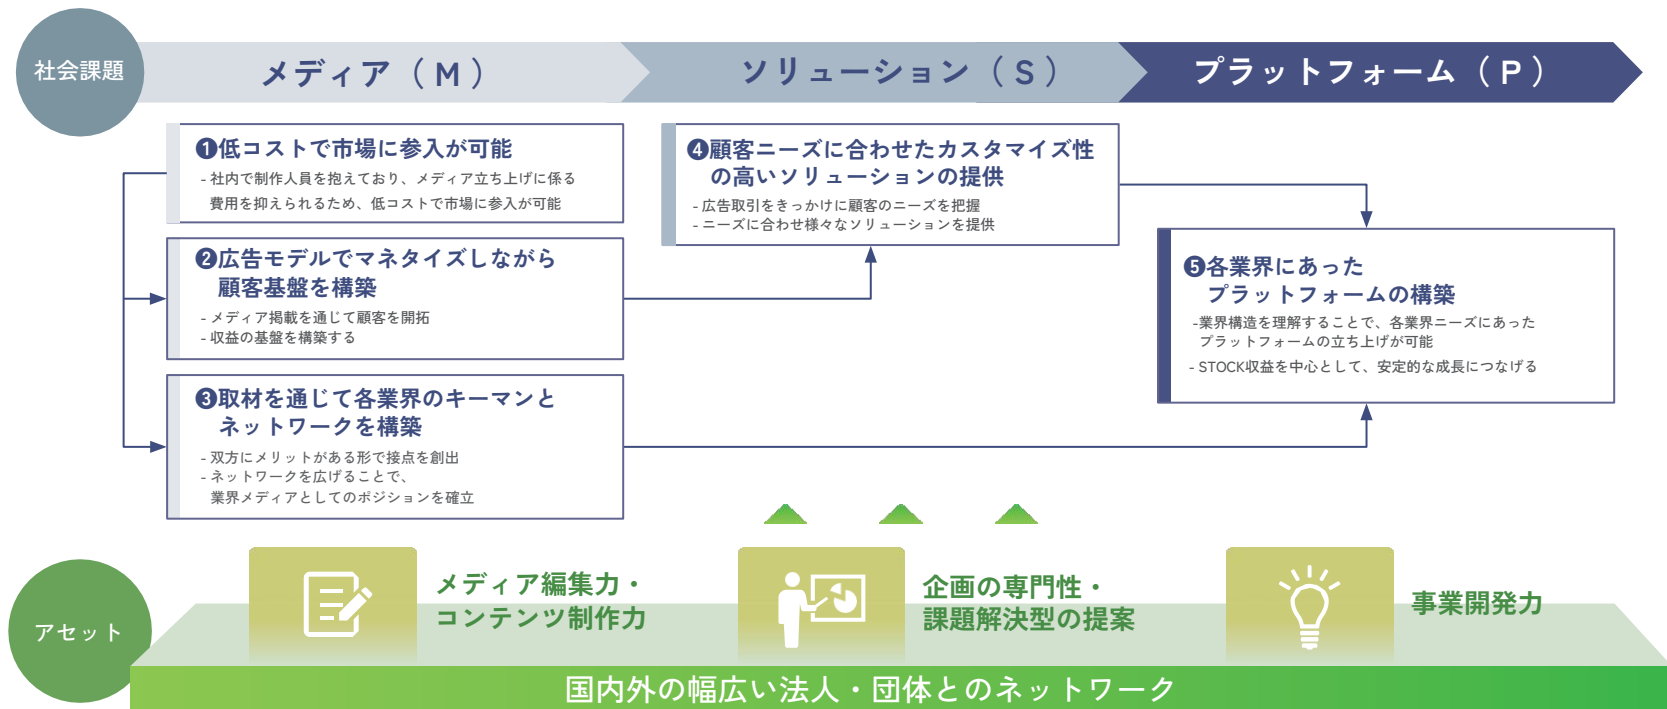 社会課題
メディア（M）
ソリューション（S）
プラットフォーム（P）
❶低コストで市場に参入が可能
- 社内で制作人員を抱えており、メディア立ち上げに係る
費用を抑えられるため、低コストで市場に参入が可能
❷広告モデルでマネタイズしながら
顧客基盤を構築
- メディア掲載を通じて顧客を開拓
- 収益の基盤を構築する
❸取材を通じて各業界のキーマンと
ネットワークを構築
- 双方にメリットがある形で接点を創出
- ネットワークを広げることで、
業界メディアとしてのポジションを確立
❹顧客ニーズに合わせたカスタマイズ性
の高いソリューションの提供
- 広告取引をきっかけに顧客のニーズを把握
- ニーズに合わせ様々なソリューションを提供
❺各業界にあった
プラットフォームの構築
-業界構造を理解することで、各業界ニーズにあった
プラットフォームの立ち上げが可能
- STOCK収益を中心として、安定的な成長につなげる
アセット
メディア編集力・
コンテンツ制作力
企画の専門性・
課題解決型の提案
事業開発力
国内外の幅広い法人・団体とのネットワーク